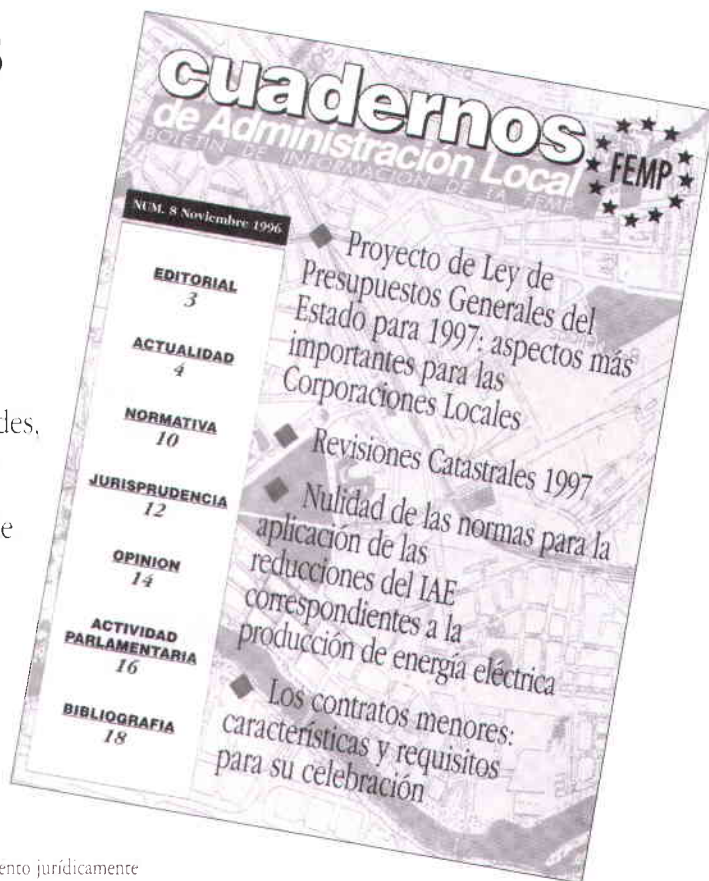 S
cuadernos
de Administración Local
BOLETIN DE INFORMACION DE LA FEMP
FEMP
NUM. 8 Noviembre 1996
EDITORIAL
3
ACTUALIDAD
4
NORMATIVA
10
JURISPRUDENCIA
12
OPINION
14
ACTIVIDAD
PARLAMENTARIA
16
BIBLIOGRAFIA
18
Proyecto de Ley de
Presupuestos Generales del
Estado para 1997: aspectos más
importantes para las
Corporaciones Locales
Revisiones Catastrales 1997
Nulidad de las normas para la
aplicación de las
reducciones del IAE
correspondientes a la
producción de energía eléctrica
Los contratos menores:
características y requisitos
para su celebración
des,
e
ento jurídicamente